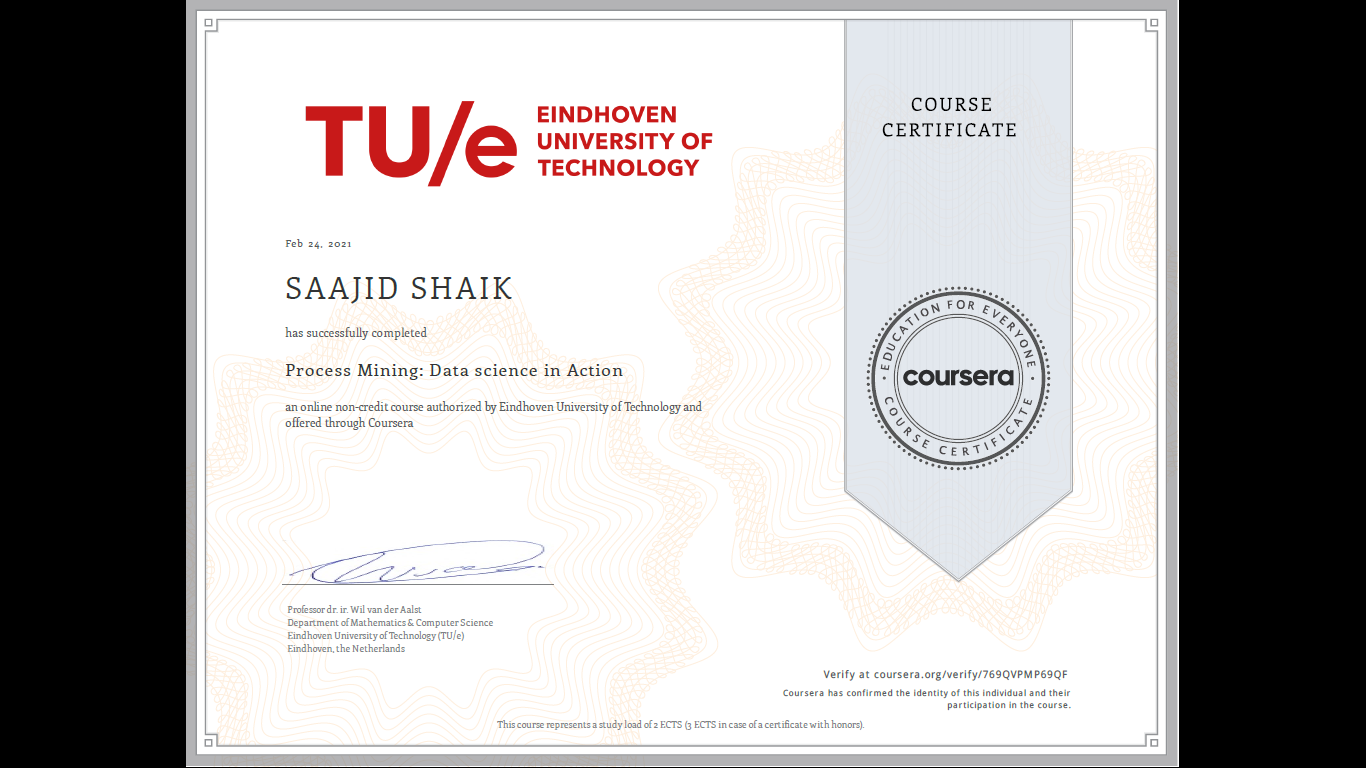 TU/e EINDHOVEN
UNIVERSITY OF
TECHNOLOGY
COURSE
CERTIFICATE
Feb 24, 2021
SAAJID SHAIK
has successfully completed
Process Mining: Data science in Action
an online non-credit course authorized by Eindhoven University of Technology and
offered through Coursera
EDUCATION FOR EVERYONE
coursera
COURSE CERTIFICATE
Professor dr. ir. Wil van der Aalst
Department of Mathematics & Computer Science
Eindhoven University of Technology (TU/e)
Eindhoven, the Netherlands
Verify at coursera.org/verify/769QVPMP69QF
Coursera has confirmed the identity of this individual and their
participation in the course.
This course represents a study load of 2 ECTS (3 ECTS in case of a certificate with honors).